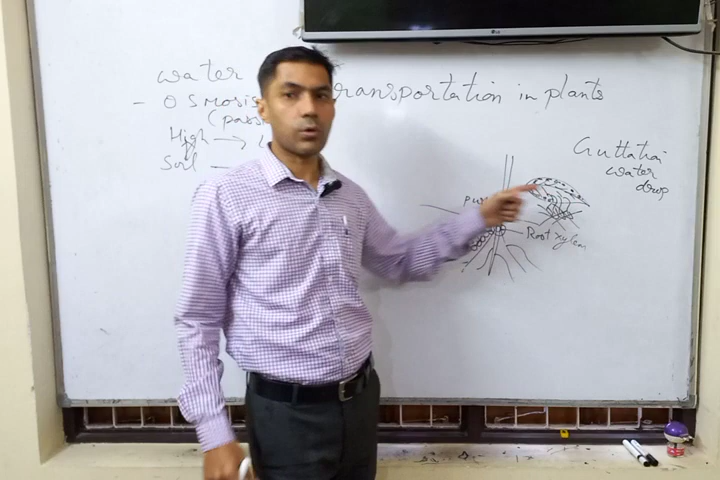 water transportation in plants
- OSmosis
(pass
High →
Soil —
Guttation
water
drop
Root xylem
LG